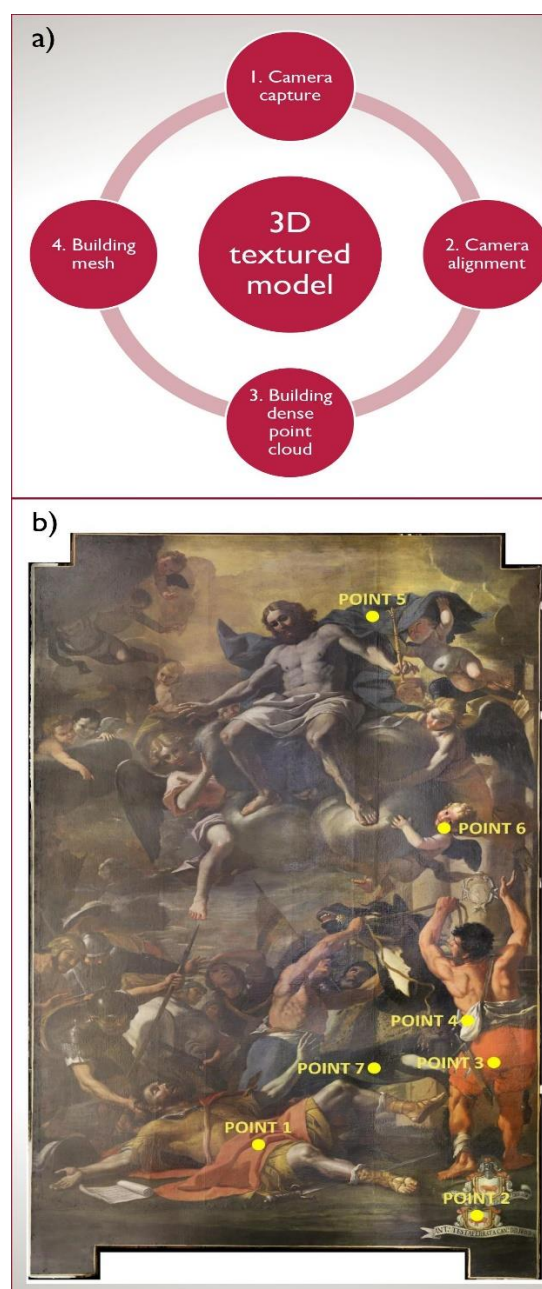 a)
1. Camera
capture
2. Camera
alignment
3. Building
dense
point
cloud
4. Building
mesh
3D
textured
model
b)
POINT 5
POINT 6
POINT 4
POINT 3
POINT 7
POINT 1
POINT 2